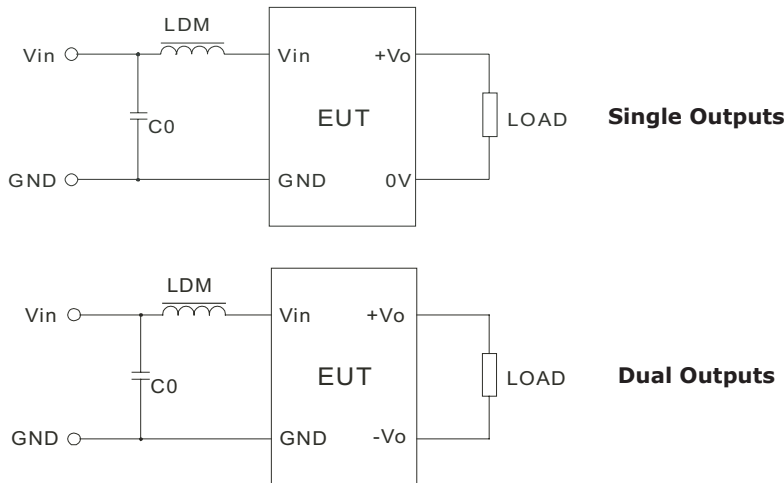 LDM
Vin
Vin
+Vo
C0
EUT
LOAD
Single Outputs
GND
GND
0V
LDM
Vin
Vin
+Vo
C0
EUT
LOAD
Dual Outputs
GND
GND
-Vo